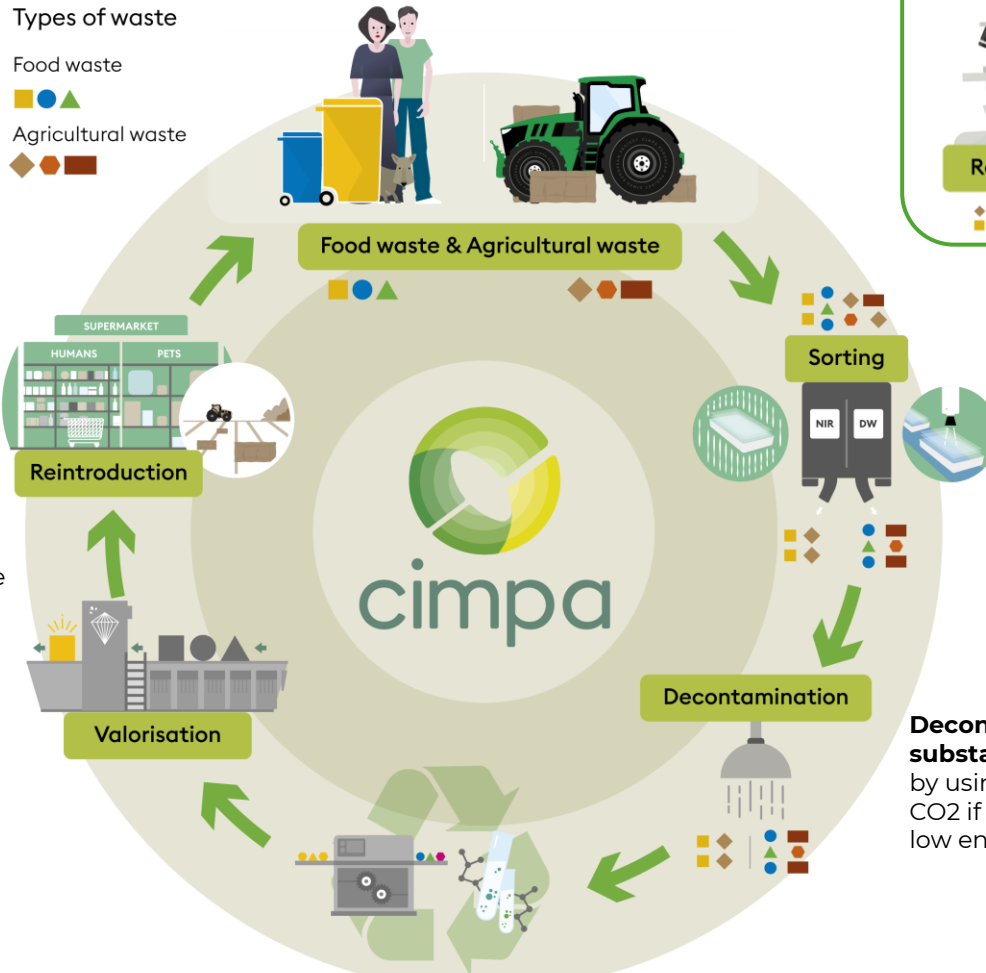 Types of waste
Food waste
Agricultural waste
Food waste & Agricultural waste
SUPERMARKET
HUMANS
PETS
Sorting
NIR
DW
Reintroduction
cimpa
Decontamination
Valorisation
by usin
CO2 if
low en